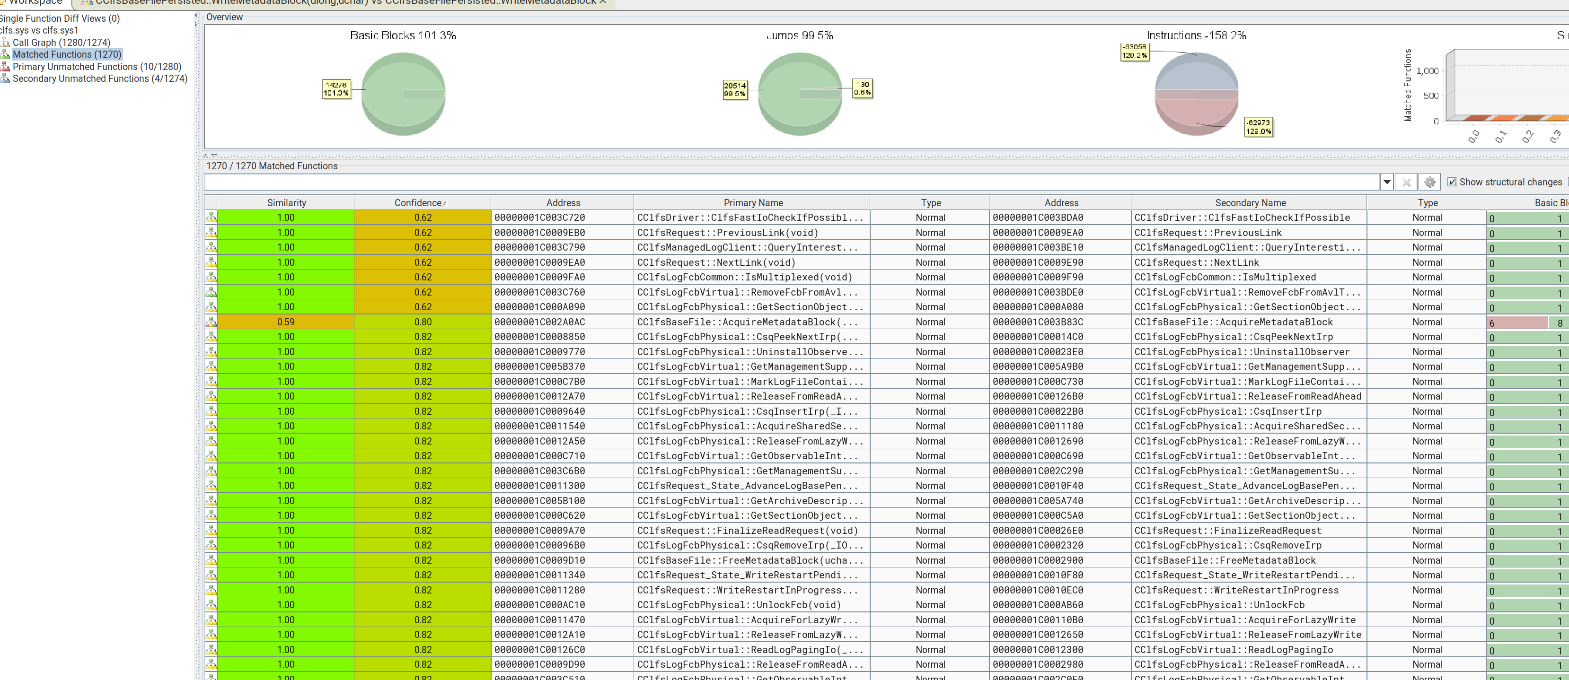 Workspace CClfsBaseFilePersisted::WriteMetadataBlock(ulong,uchar) vs CClfsBaseFilePersisted::WriteMetadataBlock ×
Single Function Diff Views (0)
clfs.sys vs clfs.sys1
Call Graph (1280/1274)
Matched Functions (1270)
Primary Unmatched Functions (10/1280)
Secondary Unmatched Functions (4/1274)
Overview
Basic Blocks 101.3%
14276
101.3%
Jumps 99.5%
20514
99.5%
130
0.6%
Instructions -158.2%
-63058
129.2%
-62973
129.0%
Matched Functions
1,000
500
0
0.0
0.1
0.2
0.3
1270 / 1270 Matched Functions
Show structural changes
Similarity Confidence Address Primary Name Type Address Secondary Name Type Basic Bl
1.00 0.62 00000001C003C720 CClfsDriver::ClfsFastIoCheckIfPossibl... Normal 00000001C003BDA0 CClfsDriver::ClfsFastIoCheckIfPossible Normal 0 1
1.00 0.62 00000001C0009EB0 CClfsRequest::PreviousLink(void) Normal 00000001C0009EA0 CClfsRequest::PreviousLink Normal 0 1
1.00 0.62 00000001C003C790 CClfsManagedLogClient::QueryInterest... Normal 00000001C003BE10 CClfsManagedLogClient::QueryInteresti... Normal 0 1
1.00 0.62 00000001C0009EA0 CClfsRequest::NextLink(void) Normal 00000001C0009E90 CClfsRequest::NextLink Normal 0 1
1.00 0.62 00000001C0009FA0 CClfsLogFcbCommon::IsMultiplexed(void) Normal 00000001C0009F90 CClfsLogFcbCommon::IsMultiplexed Normal 0 1
1.00 0.62 00000001C003C760 CClfsLogFcbVirtual::RemoveFcbFromAvl... Normal 00000001C003BDE0 CClfsLogFcbVirtual::RemoveFcbFromAvlT... Normal 0 1
1.00 0.62 00000001C000A090 CClfsLogFcbPhysical::GetSectionObject... Normal 00000001C000A080 CClfsLogFcbPhysical::GetSectionObject... Normal 0 1
0.59 0.80 00000001C002A0AC CClfsBaseFile::AcquireMetadataBlock(... Normal 00000001C003B83C CClfsBaseFile::AcquireMetadataBlock Normal 6 8
1.00 0.82 00000001C0008850 CClfsLogFcbPhysical::CsqPeekNextIrp(... Normal 00000001C00014C0 CClfsLogFcbPhysical::CsqPeekNextIrp Normal 0 1
1.00 0.82 00000001C0009770 CClfsLogFcbPhysical::UninstallObserve... Normal 00000001C00023E0 CClfsLogFcbPhysical::UninstallObserver Normal 0 1
1.00 0.82 00000001C005B370 CClfsLogFcbVirtual::GetManagementSupp... Normal 00000001C005A9B0 CClfsLogFcbVirtual::GetManagementSupp... Normal 0 1
1.00 0.82 00000001C000C7B0 CClfsLogFcbVirtual::MarkLogFileContai... Normal 00000001C000C730 CClfsLogFcbVirtual::MarkLogFileContai... Normal 0 1
1.00 0.82 00000001C0012A70 CClfsLogFcbVirtual::ReleaseFromReadA... Normal 00000001C00126B0 CClfsLogFcbVirtual::ReleaseFromReadAhead Normal 0 1
1.00 0.82 00000001C0009640 CClfsLogFcbPhysical::CsqInsertIrp(_I... Normal 00000001C00022B0 CClfsLogFcbPhysical::CsqInsertIrp Normal 0 1
1.00 0.82 00000001C0011540 CClfsLogFcbPhysical::AcquireSharedSe... Normal 00000001C0011180 CClfsLogFcbPhysical::AcquireSharedSec... Normal 0 1
1.00 0.82 00000001C0012A50 CClfsLogFcbPhysical::ReleaseFromLazyW... Normal 00000001C0012690 CClfsLogFcbPhysical::ReleaseFromLazyW... Normal 0 1
1.00 0.82 00000001C000C710 CClfsLogFcbVirtual::GetObservableInt... Normal 00000001C000C690 CClfsLogFcbVirtual::GetObservableInt... Normal 0 1
1.00 0.82 00000001C003C6B0 CClfsLogFcbPhysical::GetManagementSu... Normal 00000001C002C290 CClfsLogFcbPhysical::GetManagementSu... Normal 0 1
1.00 0.82 00000001C0011300 CClfsRequest_State_AdvanceLogBasePen... Normal 00000001C0010F40 CClfsRequest_State_AdvanceLogBasePen... Normal 0 1
1.00 0.82 00000001C005B100 CClfsLogFcbVirtual::GetArchiveDescrip... Normal 00000001C005A740 CClfsLogFcbVirtual::GetArchiveDescrip... Normal 0 1
1.00 0.82 00000001C000C620 CClfsLogFcbVirtual::GetSectionObject... Normal 00000001C000C5A0 CClfsLogFcbVirtual::GetSectionObject... Normal 0 1
1.00 0.82 00000001C0009A70 CClfsRequest::FinalizeReadRequest(void) Normal 00000001C00026E0 CClfsRequest::FinalizeReadRequest Normal 0 1
1.00 0.82 00000001C00096B0 CClfsLogFcbPhysical::CsqRemoveIrp(_IO... Normal 00000001C0002320 CClfsLogFcbPhysical::CsqRemoveIrp Normal 0 1
1.00 0.82 00000001C0009D10 CClfsBaseFile::FreeMetadataBlock(ucha... Normal 00000001C0002900 CClfsBaseFile::FreeMetadataBlock Normal 0 1
1.00 0.82 00000001C0011340 CClfsRequest_State_WriteRestartPendi... Normal 00000001C0010F80 CClfsRequest_State_WriteRestartPendi... Normal 0 1
1.00 0.82 00000001C0011280 CClfsRequest::WriteRestartInProgress... Normal 00000001C0010EC0 CClfsRequest::WriteRestartInProgress Normal 0 1
1.00 0.82 00000001C000AC10 CClfsLogFcbPhysical::UnlockFcb(void) Normal 00000001C000AB60 CClfsLogFcbPhysical::UnlockFcb Normal 0 1
1.00 0.82 00000001C0011470 CClfsLogFcbVirtual::AcquireForLazyWr... Normal 00000001C00110B0 CClfsLogFcbVirtual::AcquireForLazyWrite Normal 0 1
1.00 0.82 00000001C0012A10 CClfsLogFcbVirtual::ReleaseFromLazyW... Normal 00000001C0012650 CClfsLogFcbVirtual::ReleaseFromLazyWrite Normal 0 1
1.00 0.82 00000001C00126C0 CClfsLogFcbVirtual::ReadLogPagingIo(_... Normal 00000001C0012300 CClfsLogFcbVirtual::ReadLogPagingIo Normal 0 1
1.00 0.82 00000001C0009D90 CClfsLogFcbPhysical::ReleaseFromReadA... Normal 00000001C0002980 CClfsLogFcbPhysical::ReleaseFromReadA... Normal 0 1